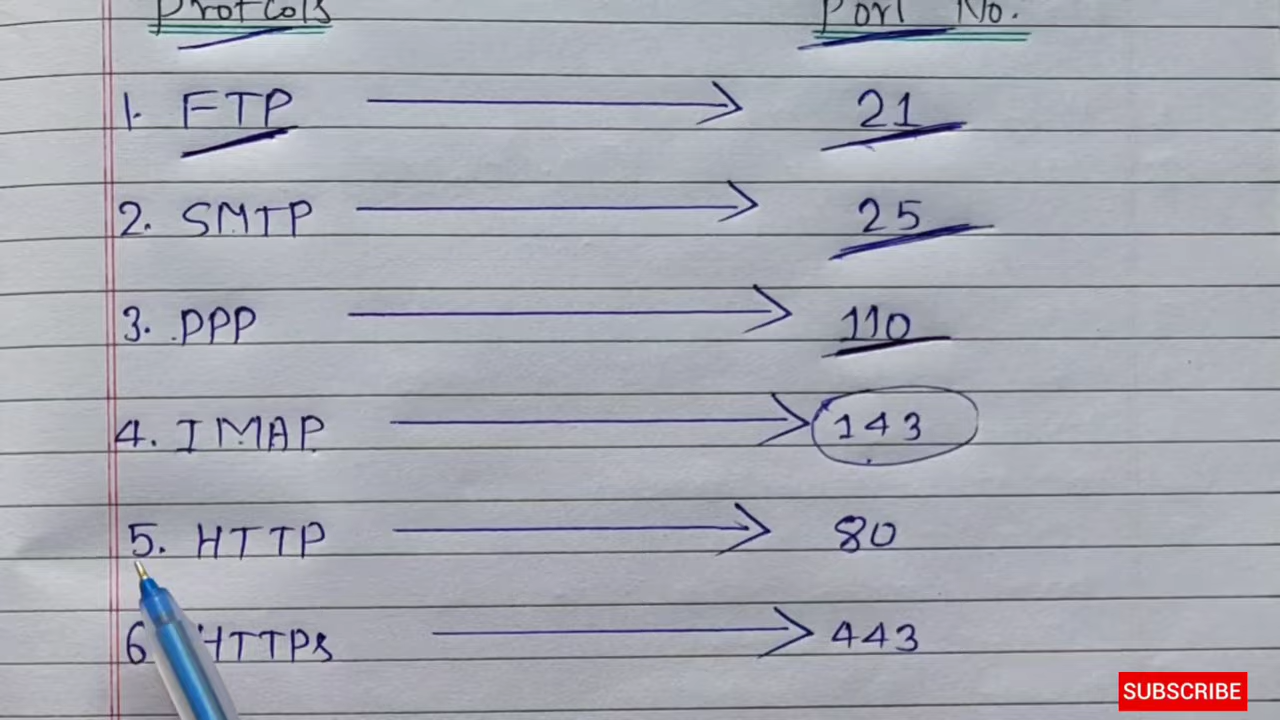 Protcols Port No.
1. FTP 21
2. SMTP 25
3. PPP 110
4. IMAP 143
5. HTTP 80
6 HTTPs 443
SUBSCRIBE